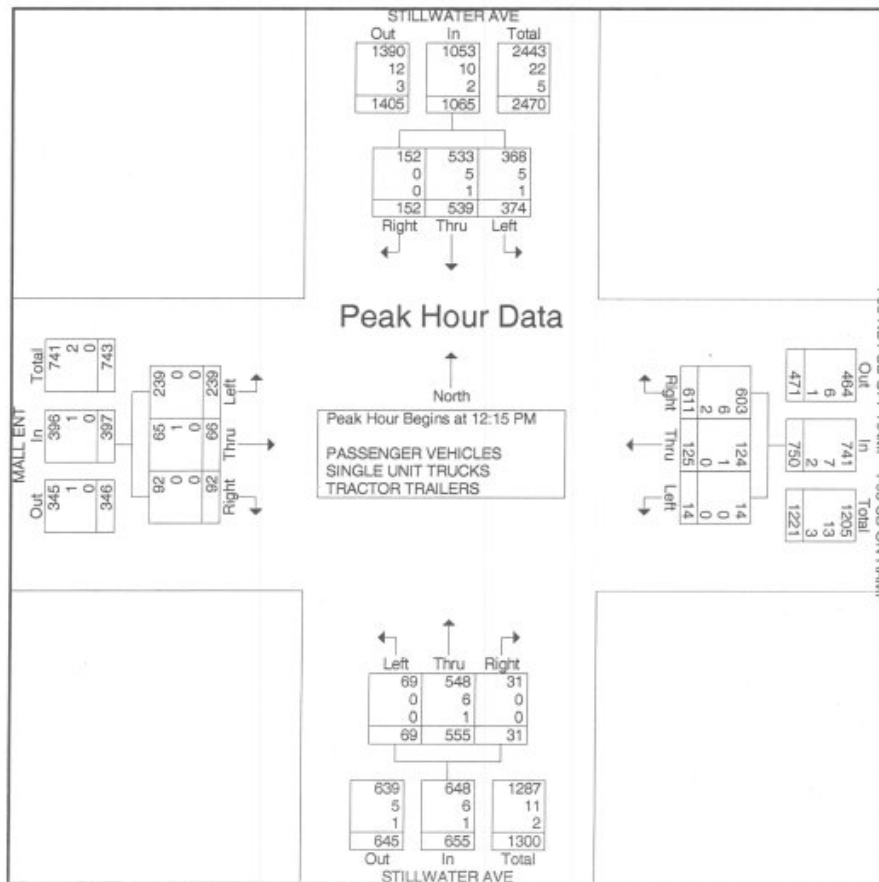 STILLWATER AVE
Out In Total
1390 1053 2443
12 10 22
3 2 5
1405 1065 2470
152 533 368
0 5 5
0 1 1
152 539 374
Right Thru Left
Peak Hour Data
North
Peak Hour Begins at 12:15 PM
PASSENGER VEHICLES
SINGLE UNIT TRUCKS
TRACTOR TRAILERS
MALL ENT
Total In Out
741 396 345
2 1 1
0 0 0
743 397 346
239 65 92
0 1 0
0 0 0
239 66 92
Left Thru Right
Out In Total
464 741 1205
6 7 13
1 2 3
471 750 1221
603 124 14
6 1 0
2 0 0
611 125 14
Right Thru Left
Left Thru Right
69 548 31
0 6 0
0 1 0
69 555 31
639 648 1287
5 6 11
1 1 2
645 655 1300
Out In Total
STILLWATER AVE